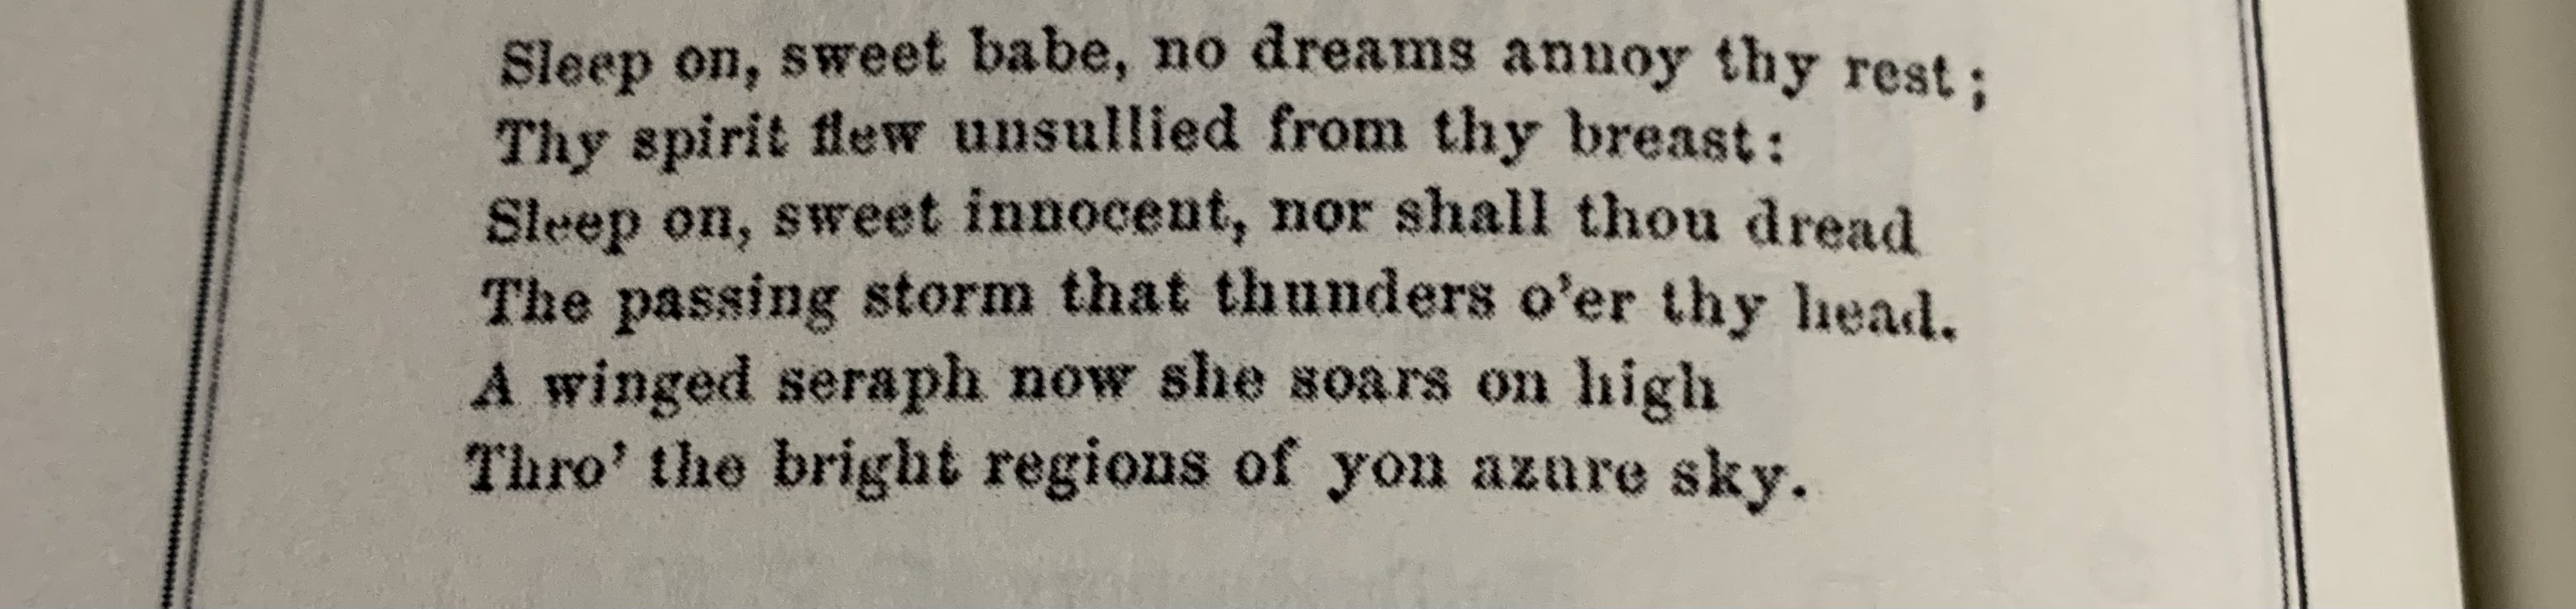 Sleep on, sweet babe, no dreams annoy thy rest;
Thy spirit flew unsullied from thy breast:
Sleep on, sweet innocent, nor shall thou dread
The passing storm that thunders o'er thy head.
A winged seraph now she soars on high
Thro' the bright regions of yon azure sky.